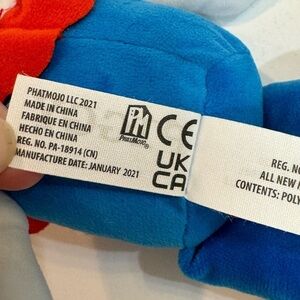 PHATMOJO LLC 2021
MADE IN CHINA
FABRIQUE EN CHINA
HECHO EN CHINA
REG. NO. PA-18914 (CN)
MANUFACTURE DATE: JANUARY 2021
PM
PHATMOJO
CE
UK
CA
REG. NO
ALL NEW
CONTENTS: POLY